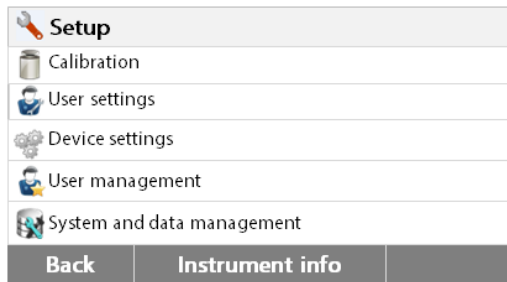 Setup
Calibration
User settings
Device settings
User management
System and data management
Back Instrument info